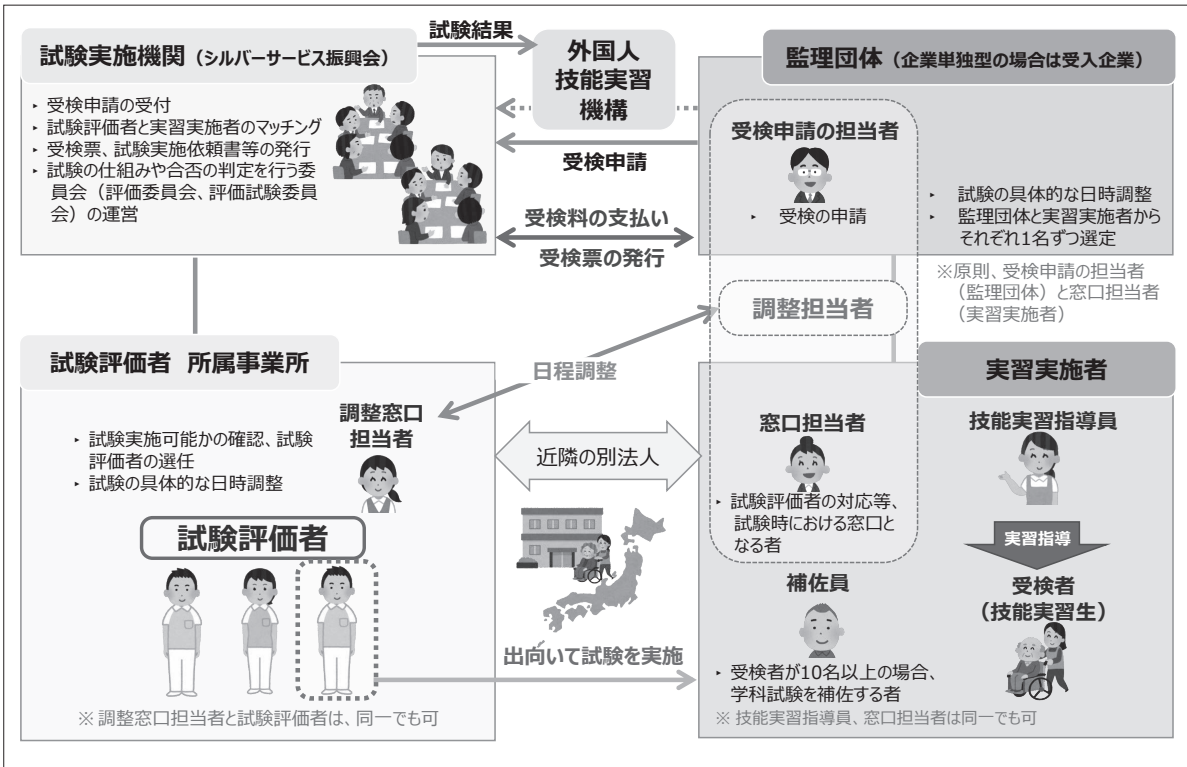 試験結果
試験実施機関（シルバーサービス振興会）
‣ 受検申請の受付
‣ 試験評価者と実習実施者のマッチング
‣ 受検票、試験実施依頼書等の発行
‣ 試験の仕組みや合否の判定を行う委
員会（評価委員会、評価試験委員
会）の運営
外国人
技能実習
機構
受検申請
受検料の支払い
受検票の発行
監理団体（企業単独型の場合は受入企業）
受検申請の担当者
‣ 受検の申請
‣ 試験の具体的な日時調整
‣ 監理団体と実習実施者から
それぞれ1名ずつ選定
※原則、受検申請の担当者
（監理団体）と窓口担当者
（実習実施者）
調整担当者
日程調整
試験評価者 所属事業所
調整窓口
担当者
‣ 試験実施可能かの確認、試験
評価者の選任
‣ 試験の具体的な日時調整
試験評価者
※ 調整窓口担当者と試験評価者は、同一でも可
近隣の別法人
出向いて試験を実施
実習実施者
窓口担当者
‣ 試験評価者の対応等、
試験時における窓口と
なる者
補佐員
‣ 受検者が10名以上の場合、
学科試験を補佐する者
技能実習指導員
実習指導
受検者
（技能実習生）
※ 技能実習指導員、窓口担当者は同一でも可